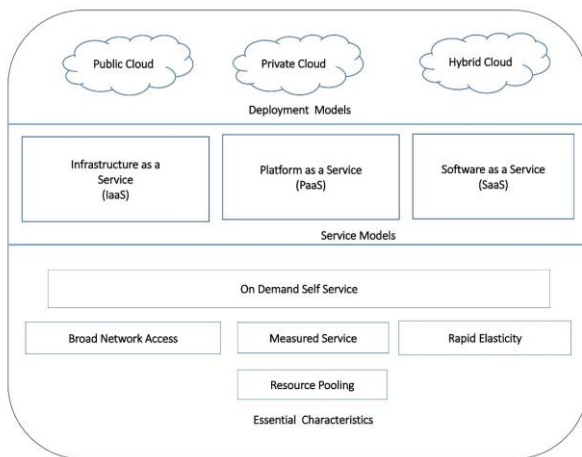 Public Cloud
Private Cloud
Hybrid Cloud
Deployment Models
Infrastructure as a
Service
(IaaS)
Platform as a Service
(PaaS)
Software as a Service
(SaaS)
Service Models
On Demand Self Service
Broad Network Access
Measured Service
Rapid Elasticity
Resource Pooling
Essential Characteristics